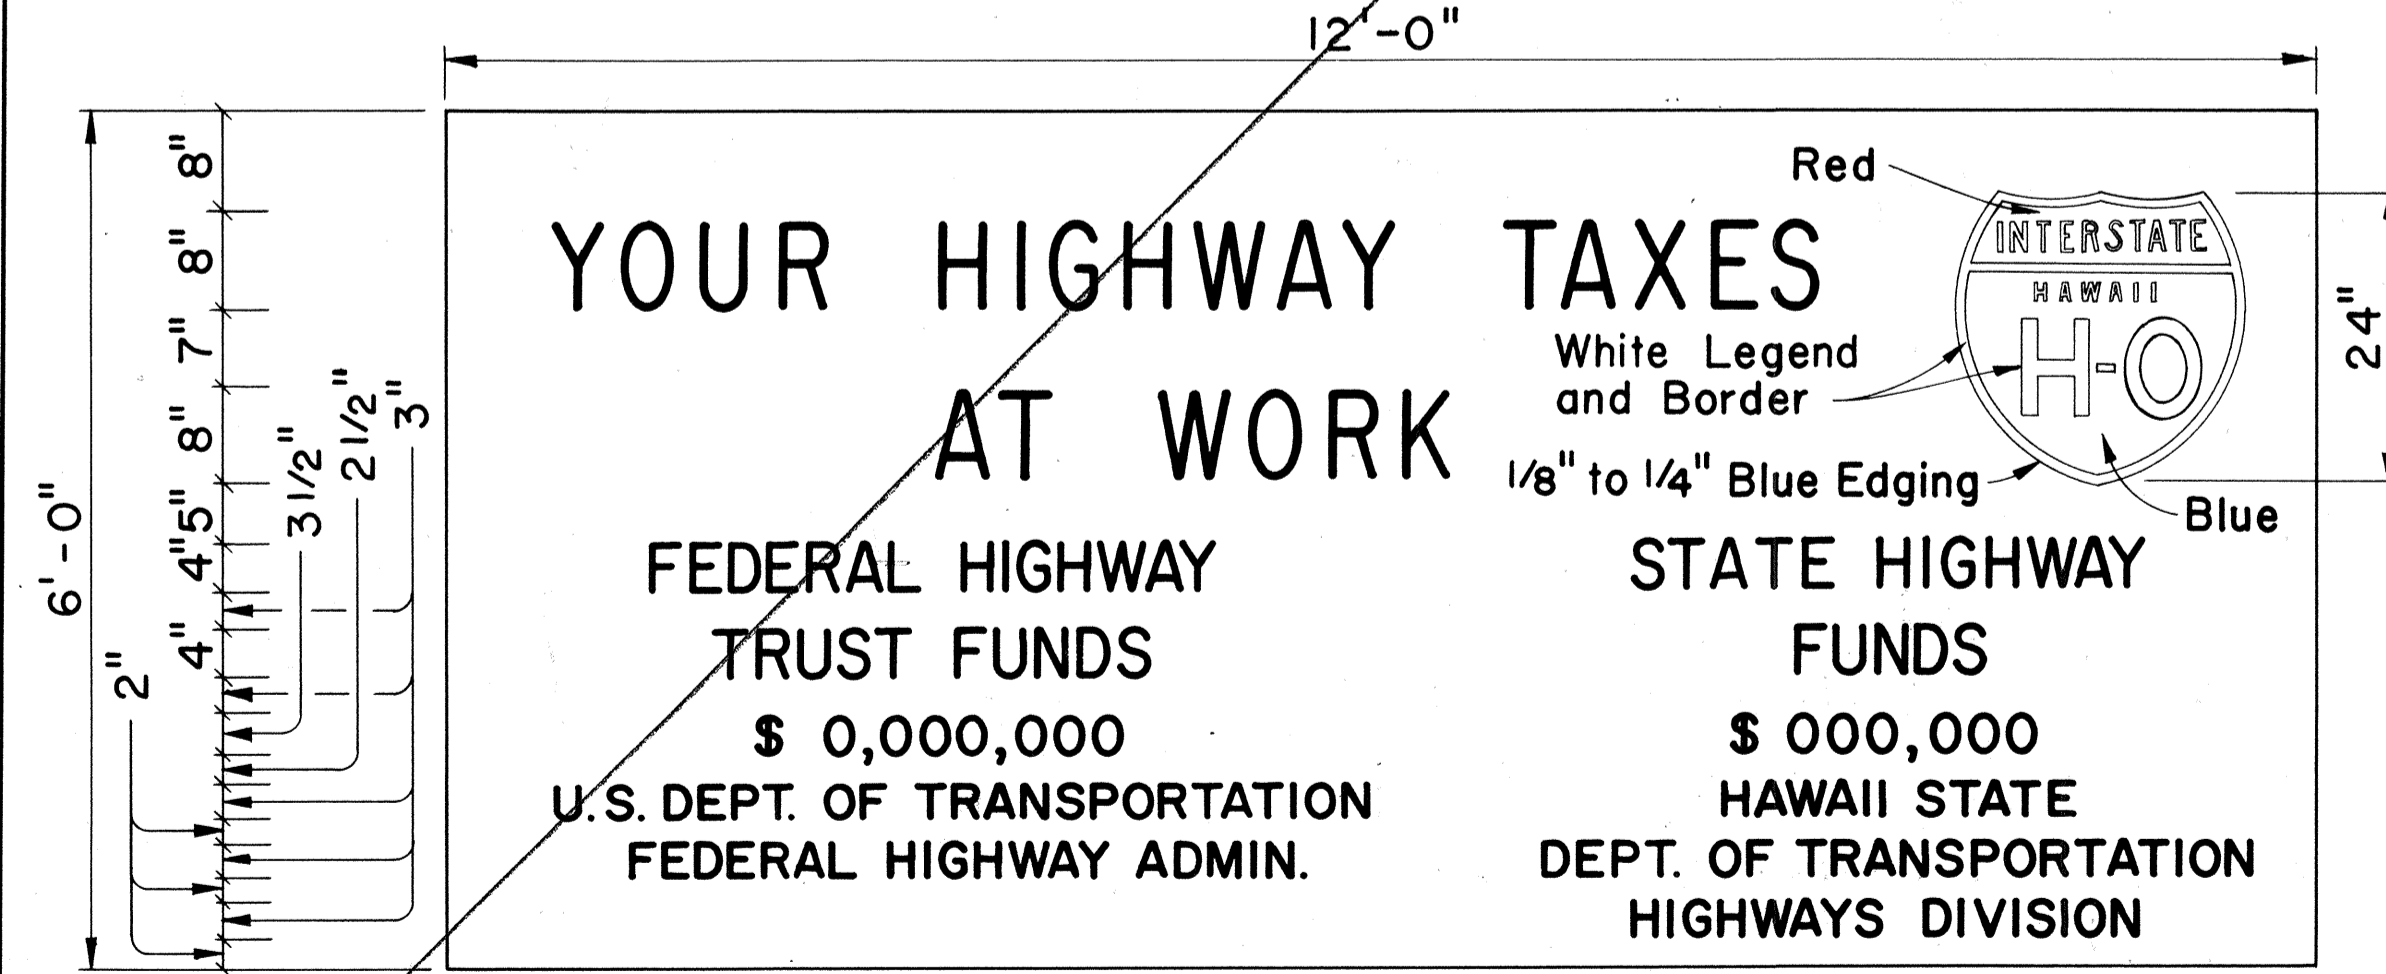 12'-0"
6'-0"
8"
8"
7"
8"
5"
4"
4"
3 1/2"
2 1/2"
3"
2"
YOUR HIGHWAY TAXES
AT WORK
Red
INTERSTATE
HAWAII
H-O
White Legend
and Border
1/8" to 1/4" Blue Edging
Blue
24"
FEDERAL HIGHWAY
TRUST FUNDS
$ 0,000,000
U.S. DEPT. OF TRANSPORTATION
FEDERAL HIGHWAY ADMIN.
STATE HIGHWAY
FUNDS
$ 000,000
HAWAII STATE
DEPT. OF TRANSPORTATION
HIGHWAYS DIVISION